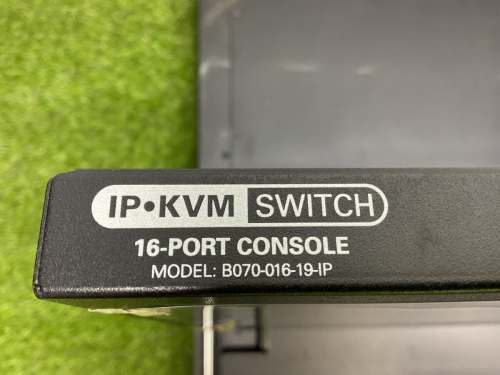 IP•KVM SWITCH
16-PORT CONSOLE
MODEL: B070-016-19-IP